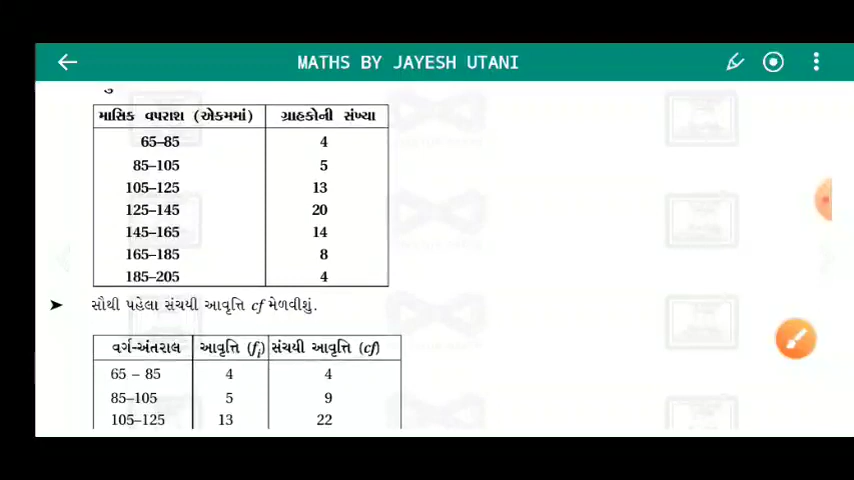 MATHS BY JAYESH UTANI
માસિક વપરાશ (એકમમાં) ગ્રાહકોની સંખ્યા
65–85 4
85–105 5
105–125 13
125–145 20
145–165 14
165–185 8
185–205 4
➤ સૌથી પહેલા સંચયી આવૃત્તિ cf મેળવીશું.
વર્ગ-અંતરાલ આવૃત્તિ (fi) સંચયી આવૃત્તિ (cf)
65 – 85 4 4
85–105 5 9
105–125 13 22